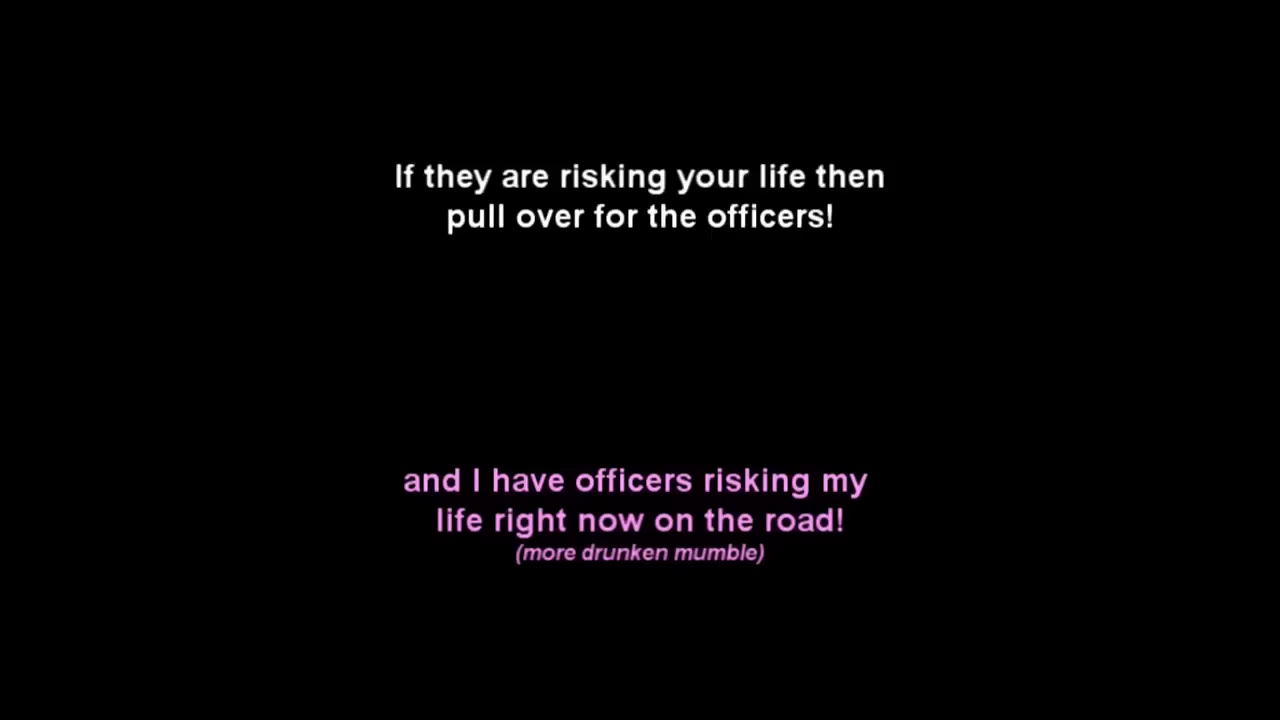 If they are risking your life then
pull over for the officers!
and I have officers risking my
life right now on the road!
(more drunken mumble)